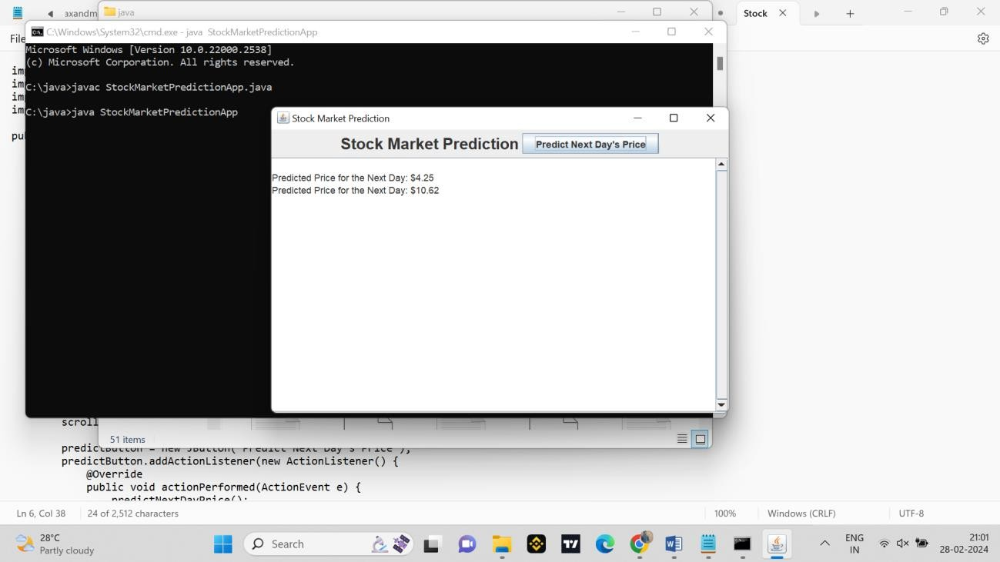 axandm
java
Stock
File
C:\Windows\System32\cmd.exe - java  StockMarketPredictionApp
Microsoft Windows [Version 10.0.22000.2538]
(c) Microsoft Corporation. All rights reserved.
C:\java>javac StockMarketPredictionApp.java
C:\java>java StockMarketPredictionApp
im
im
im
im
pu
Stock Market Prediction
Stock Market Prediction
Predict Next Day's Price
Predicted Price for the Next Day: $4.25
Predicted Price for the Next Day: $10.62
scroll
51 items
predictButton = new JButton("Predict Next Day's Price");
predictButton.addActionListener(new ActionListener() {
@Override
public void actionPerformed(ActionEvent e) {
predictNextDayPrice();
Ln 6, Col 38
24 of 2,512 characters
100%
Windows (CRLF)
UTF-8
28°C
Partly cloudy
Search
ENG
IN
21:01
28-02-2024